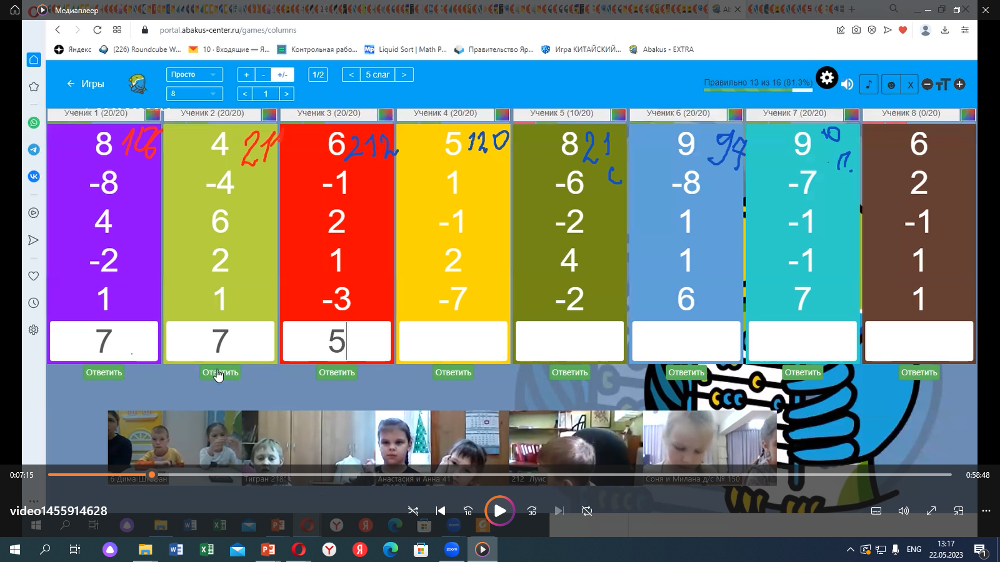 Медиаплеер
portal.abakus-center.ru/games/columns
Яндекс
(226) Roundcube W...
10 · Входящие — Я...
Контрольная рабо...
Liquid Sort | Math P...
Правительство Яр...
Игра КИТАЙСКИЙ...
Abakus - EXTRA
Игры
Просто
+ - +/-
1/2
< 5 слаг >
8
< 1 >
Правильно 13 из 16 (81.3%)
X
Ученик 1 (20/20) Ученик 2 (20/20) Ученик 3 (20/20) Ученик 4 (20/20) Ученик 5 (10/20) Ученик 6 (20/20) Ученик 7 (20/20) Ученик 8 (0/20)
8 4 6 5 8 9 9 6
212 120 21
с
-8 -4 -1 1 -6 -8 -7 2
4 6 2 -1 -2 1 -1 -1
-2 2 1 2 4 1 -1 1
1 1 -3 -7 -2 6 7 1
7 7 5
Ответить Ответить Ответить Ответить Ответить Ответить Ответить Ответить
6 Дима Штефан
Тигран 218"
Анастасия и Анна 41
212 Луис
Соня и Милана д/с № 150
0:07:15
0:58:48
video1455914628
10
30
ENG
13:17
22.05.2023
1